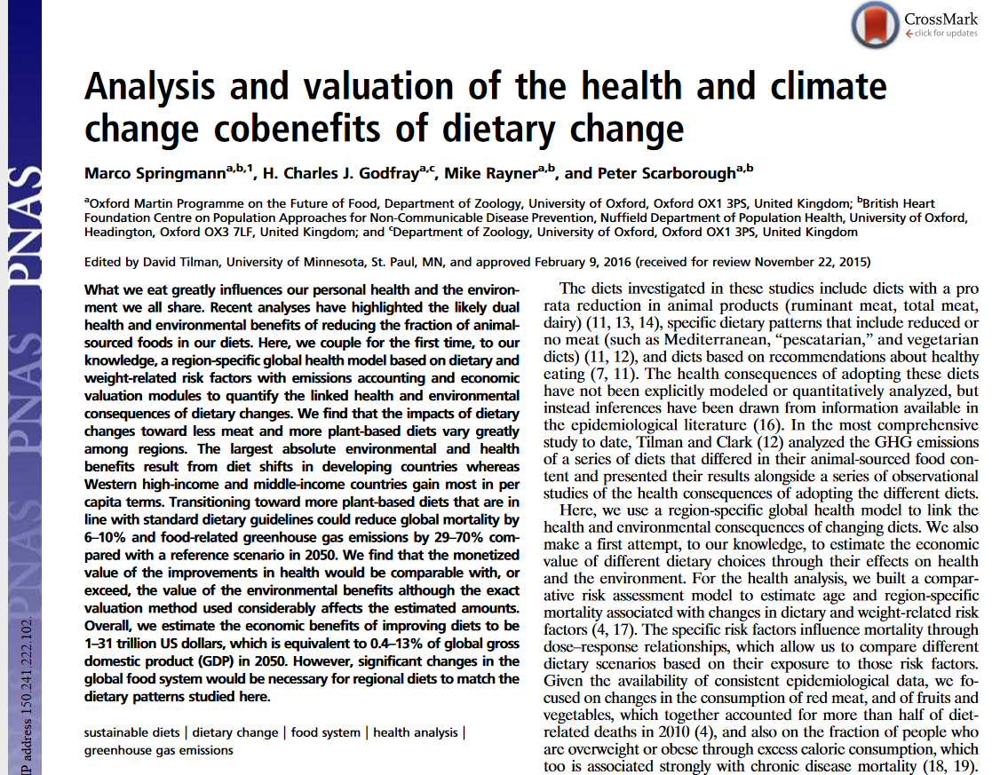 CrossMark
click for updates
Analysis and valuation of the health and climate
change cobenefits of dietary change
Marco Springmann^a,b,1, H. Charles J. Godfray^a,c, Mike Rayner^a,b, and Peter Scarborough^a,b
^aOxford Martin Programme on the Future of Food, Department of Zoology, University of Oxford, Oxford OX1 3PS, United Kingdom; ^bBritish Heart
Foundation Centre on Population Approaches for Non-Communicable Disease Prevention, Nuffield Department of Population Health, University of Oxford,
Headington, Oxford OX3 7LF, United Kingdom; and ^cDepartment of Zoology, University of Oxford, Oxford OX1 3PS, United Kingdom
Edited by David Tilman, University of Minnesota, St. Paul, MN, and approved February 9, 2016 (received for review November 22, 2015)
What we eat greatly influences our personal health and the environ-
ment we all share. Recent analyses have highlighted the likely dual
health and environmental benefits of reducing the fraction of animal-
sourced foods in our diets. Here, we couple for the first time, to our
knowledge, a region-specific global health model based on dietary and
weight-related risk factors with emissions accounting and economic
valuation modules to quantify the linked health and environmental
consequences of dietary changes. We find that the impacts of dietary
changes toward less meat and more plant-based diets vary greatly
among regions. The largest absolute environmental and health
benefits result from diet shifts in developing countries whereas
Western high-income and middle-income countries gain most in per
capita terms. Transitioning toward more plant-based diets that are in
line with standard dietary guidelines could reduce global mortality by
6–10% and food-related greenhouse gas emissions by 29–70% com-
pared with a reference scenario in 2050. We find that the monetized
value of the improvements in health would be comparable with, or
exceed, the value of the environmental benefits although the exact
valuation method used considerably affects the estimated amounts.
Overall, we estimate the economic benefits of improving diets to be
1–31 trillion US dollars, which is equivalent to 0.4–13% of global gross
domestic product (GDP) in 2050. However, significant changes in the
global food system would be necessary for regional diets to match the
dietary patterns studied here.
sustainable diets | dietary change | food system | health analysis |
greenhouse gas emissions
The diets investigated in these studies include diets with a pro
rata reduction in animal products (ruminant meat, total meat,
dairy) (11, 13, 14), specific dietary patterns that include reduced or
no meat (such as Mediterranean, “pescatarian,” and vegetarian
diets) (11, 12), and diets based on recommendations about healthy
eating (7, 11). The health consequences of adopting these diets
have not been explicitly modeled or quantitatively analyzed, but
instead inferences have been drawn from information available in
the epidemiological literature (16). In the most comprehensive
study to date, Tilman and Clark (12) analyzed the GHG emissions
of a series of diets that differed in their animal-sourced food con-
tent and presented their results alongside a series of observational
studies of the health consequences of adopting the different diets.
Here, we use a region-specific global health model to link the
health and environmental consequences of changing diets. We also
make a first attempt, to our knowledge, to estimate the economic
value of different dietary choices through their effects on health
and the environment. For the health analysis, we built a compar-
ative risk assessment model to estimate age and region-specific
mortality associated with changes in dietary and weight-related risk
factors (4, 17). The specific risk factors influence mortality through
dose–response relationships, which allow us to compare different
dietary scenarios based on their exposure to those risk factors.
Given the availability of consistent epidemiological data, we fo-
cused on changes in the consumption of red meat, and of fruits and
vegetables, which together accounted for more than half of diet-
related deaths in 2010 (4), and also on the fraction of people who
are overweight or obese through excess calorie consumption, which
too is associated strongly with chronic disease mortality (18, 19).
PNAS PNAS PNAS
IP address 150.241.222.102.